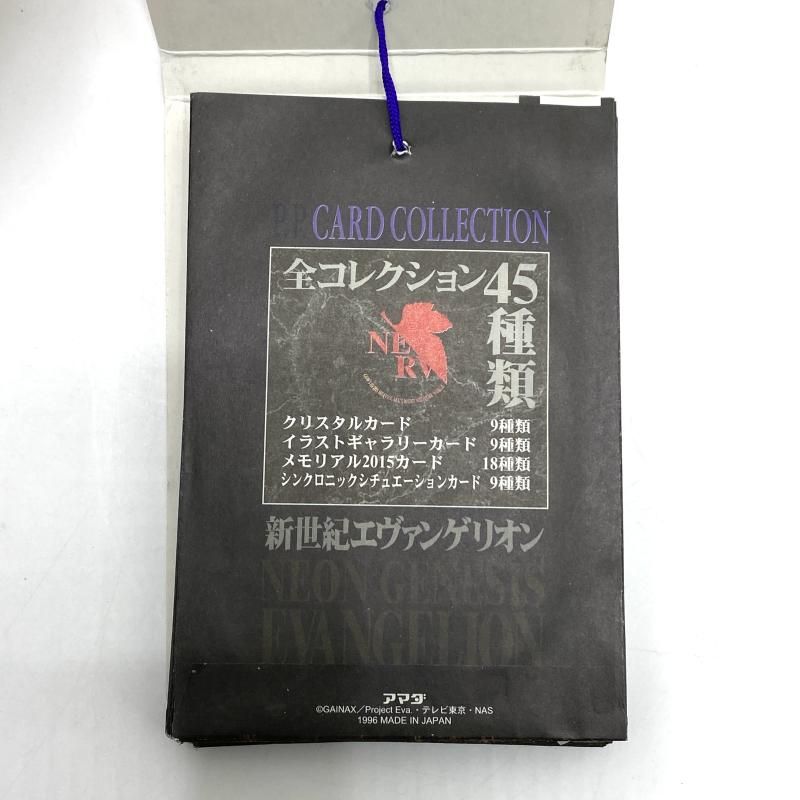 P.P CARD COLLECTION
全コレクション45種類
NERV
クリスタルカード 9種類
イラストギャラリーカード 9種類
メモリアル2015カード 18種類
シンクロニックシチュエーションカード 9種類
新世紀エヴァンゲリオン
NEON GENESIS
EVANGELION
アマダ
©GAINAX/Project Eva.・テレビ東京・NAS
1996 MADE IN JAPAN